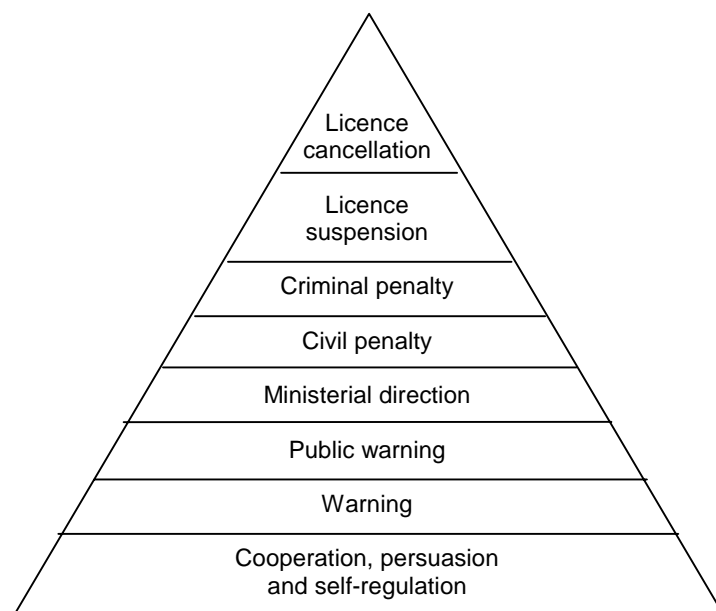 Licence
cancellation
Licence
suspension
Criminal penalty
Civil penalty
Ministerial direction
Public warning
Warning
Cooperation, persuasion
and self-regulation